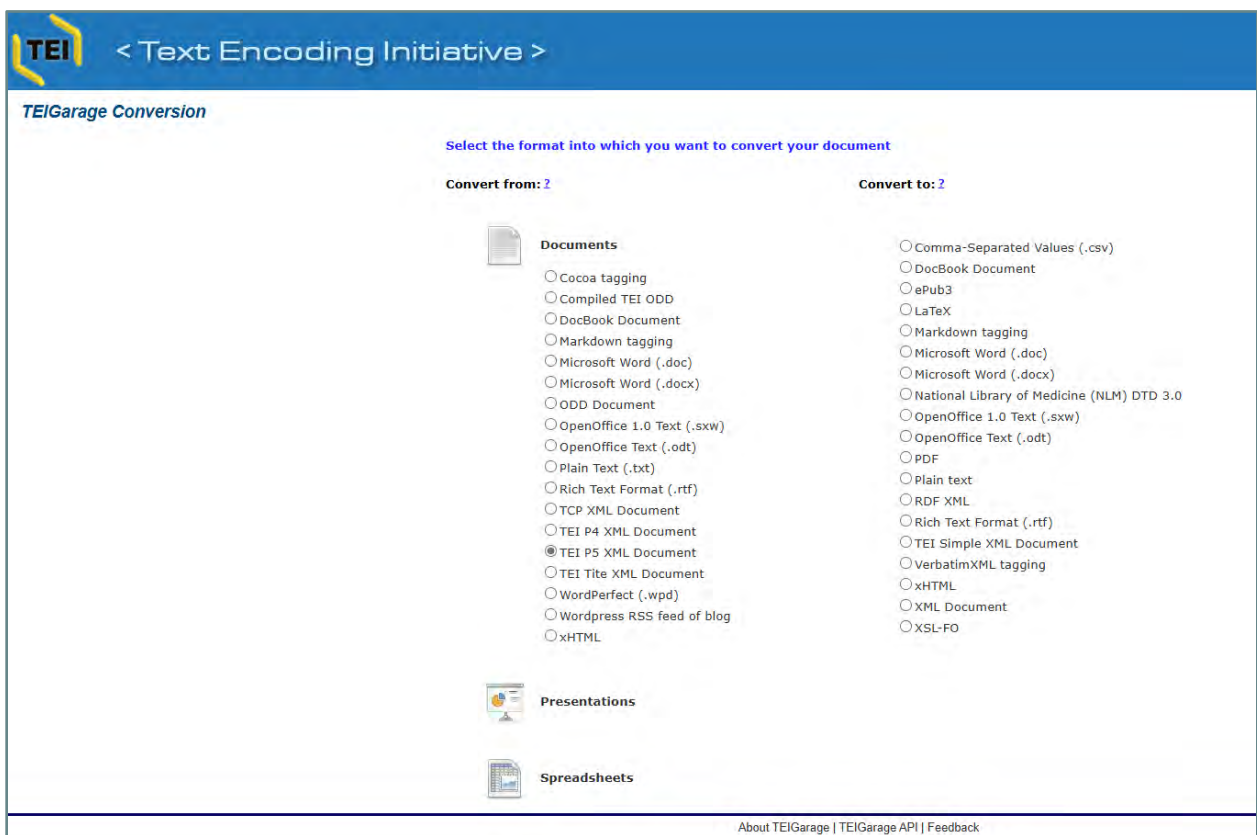 TEI < Text Encoding Initiative >
TEIGarage Conversion
Select the format into which you want to convert your document
Convert from: ?
Documents
Cocoa tagging
Compiled TEI ODD
DocBook Document
Markdown tagging
Microsoft Word (.doc)
Microsoft Word (.docx)
ODD Document
OpenOffice 1.0 Text (.sxw)
OpenOffice Text (.odt)
Plain Text (.txt)
Rich Text Format (.rtf)
TCP XML Document
TEI P4 XML Document
TEI P5 XML Document
TEI Tite XML Document
WordPerfect (.wpd)
Wordpress RSS feed of blog
xHTML
Presentations
Spreadsheets
Convert to: ?
Comma-Separated Values (.csv)
DocBook Document
ePub3
LaTeX
Markdown tagging
Microsoft Word (.doc)
Microsoft Word (.docx)
National Library of Medicine (NLM) DTD 3.0
OpenOffice 1.0 Text (.sxw)
OpenOffice Text (.odt)
PDF
Plain text
RDF XML
Rich Text Format (.rtf)
TEI Simple XML Document
VerbatimXML tagging
xHTML
XML Document
XSL-FO
About TEIGarage | TEIGarage API | Feedback